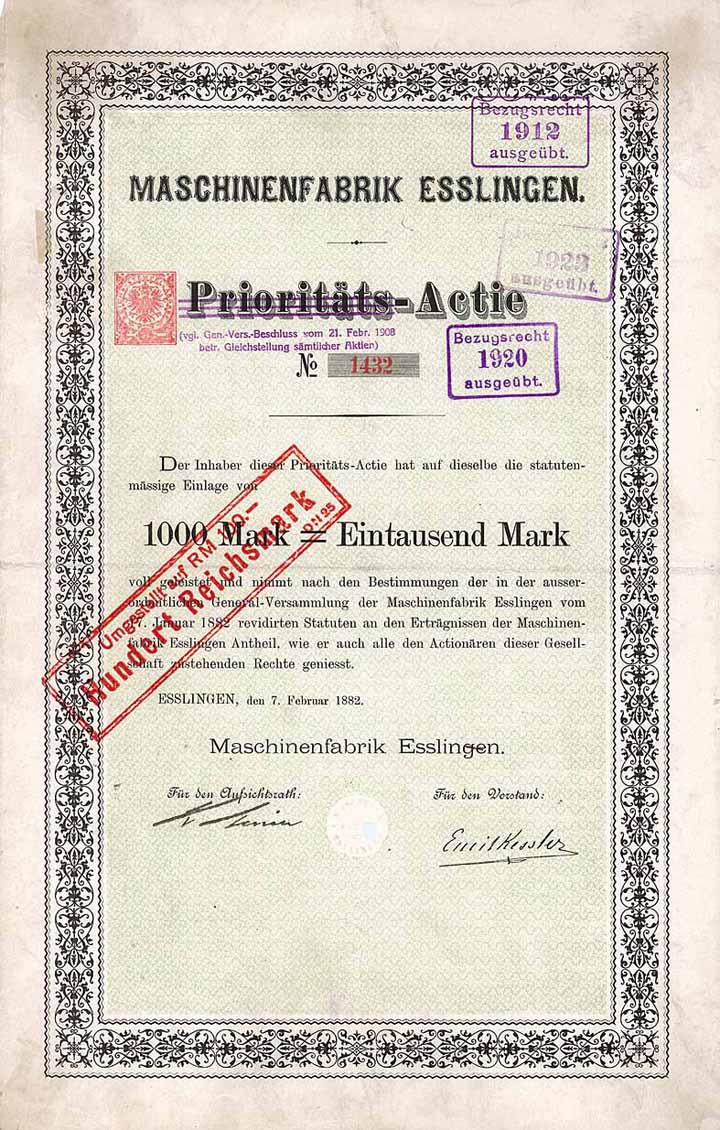 Bezugsrecht
1912
ausgeübt.
MASCHINENFABRIK ESSLINGEN.
1923
ausgeübt.
Prioritäts-Actie
(vgl. Gen.-Vers.-Beschluss vom 21. Febr. 1908
betr. Gleichstellung sämtlicher Aktien)
Bezugsrecht
1920
ausgeübt.
No 1432
Der Inhaber dieser Prioritäts-Actie hat auf dieselbe die statuten-
mässige Einlage von
1000 Mark = Eintausend Mark
voll geleistet und nimmt nach den Bestimmungen der in der ausser-
ordentlichen General-Versammlung der Maschinenfabrik Esslingen vom
7. Januar 1882 revidirten Statuten an den Erträgnissen der Maschinen-
fabrik Esslingen Antheil, wie er auch alle den Actionären dieser Gesell-
schaft zustehenden Rechte geniesst.
Umgestellt auf RM 100.-
Hundert Reichsmark
ESSLINGEN, den 7. Februar 1882.
Maschinenfabrik Esslingen.
Für den Aufsichtsrath:
Für den Vorstand:
Emil Kessler